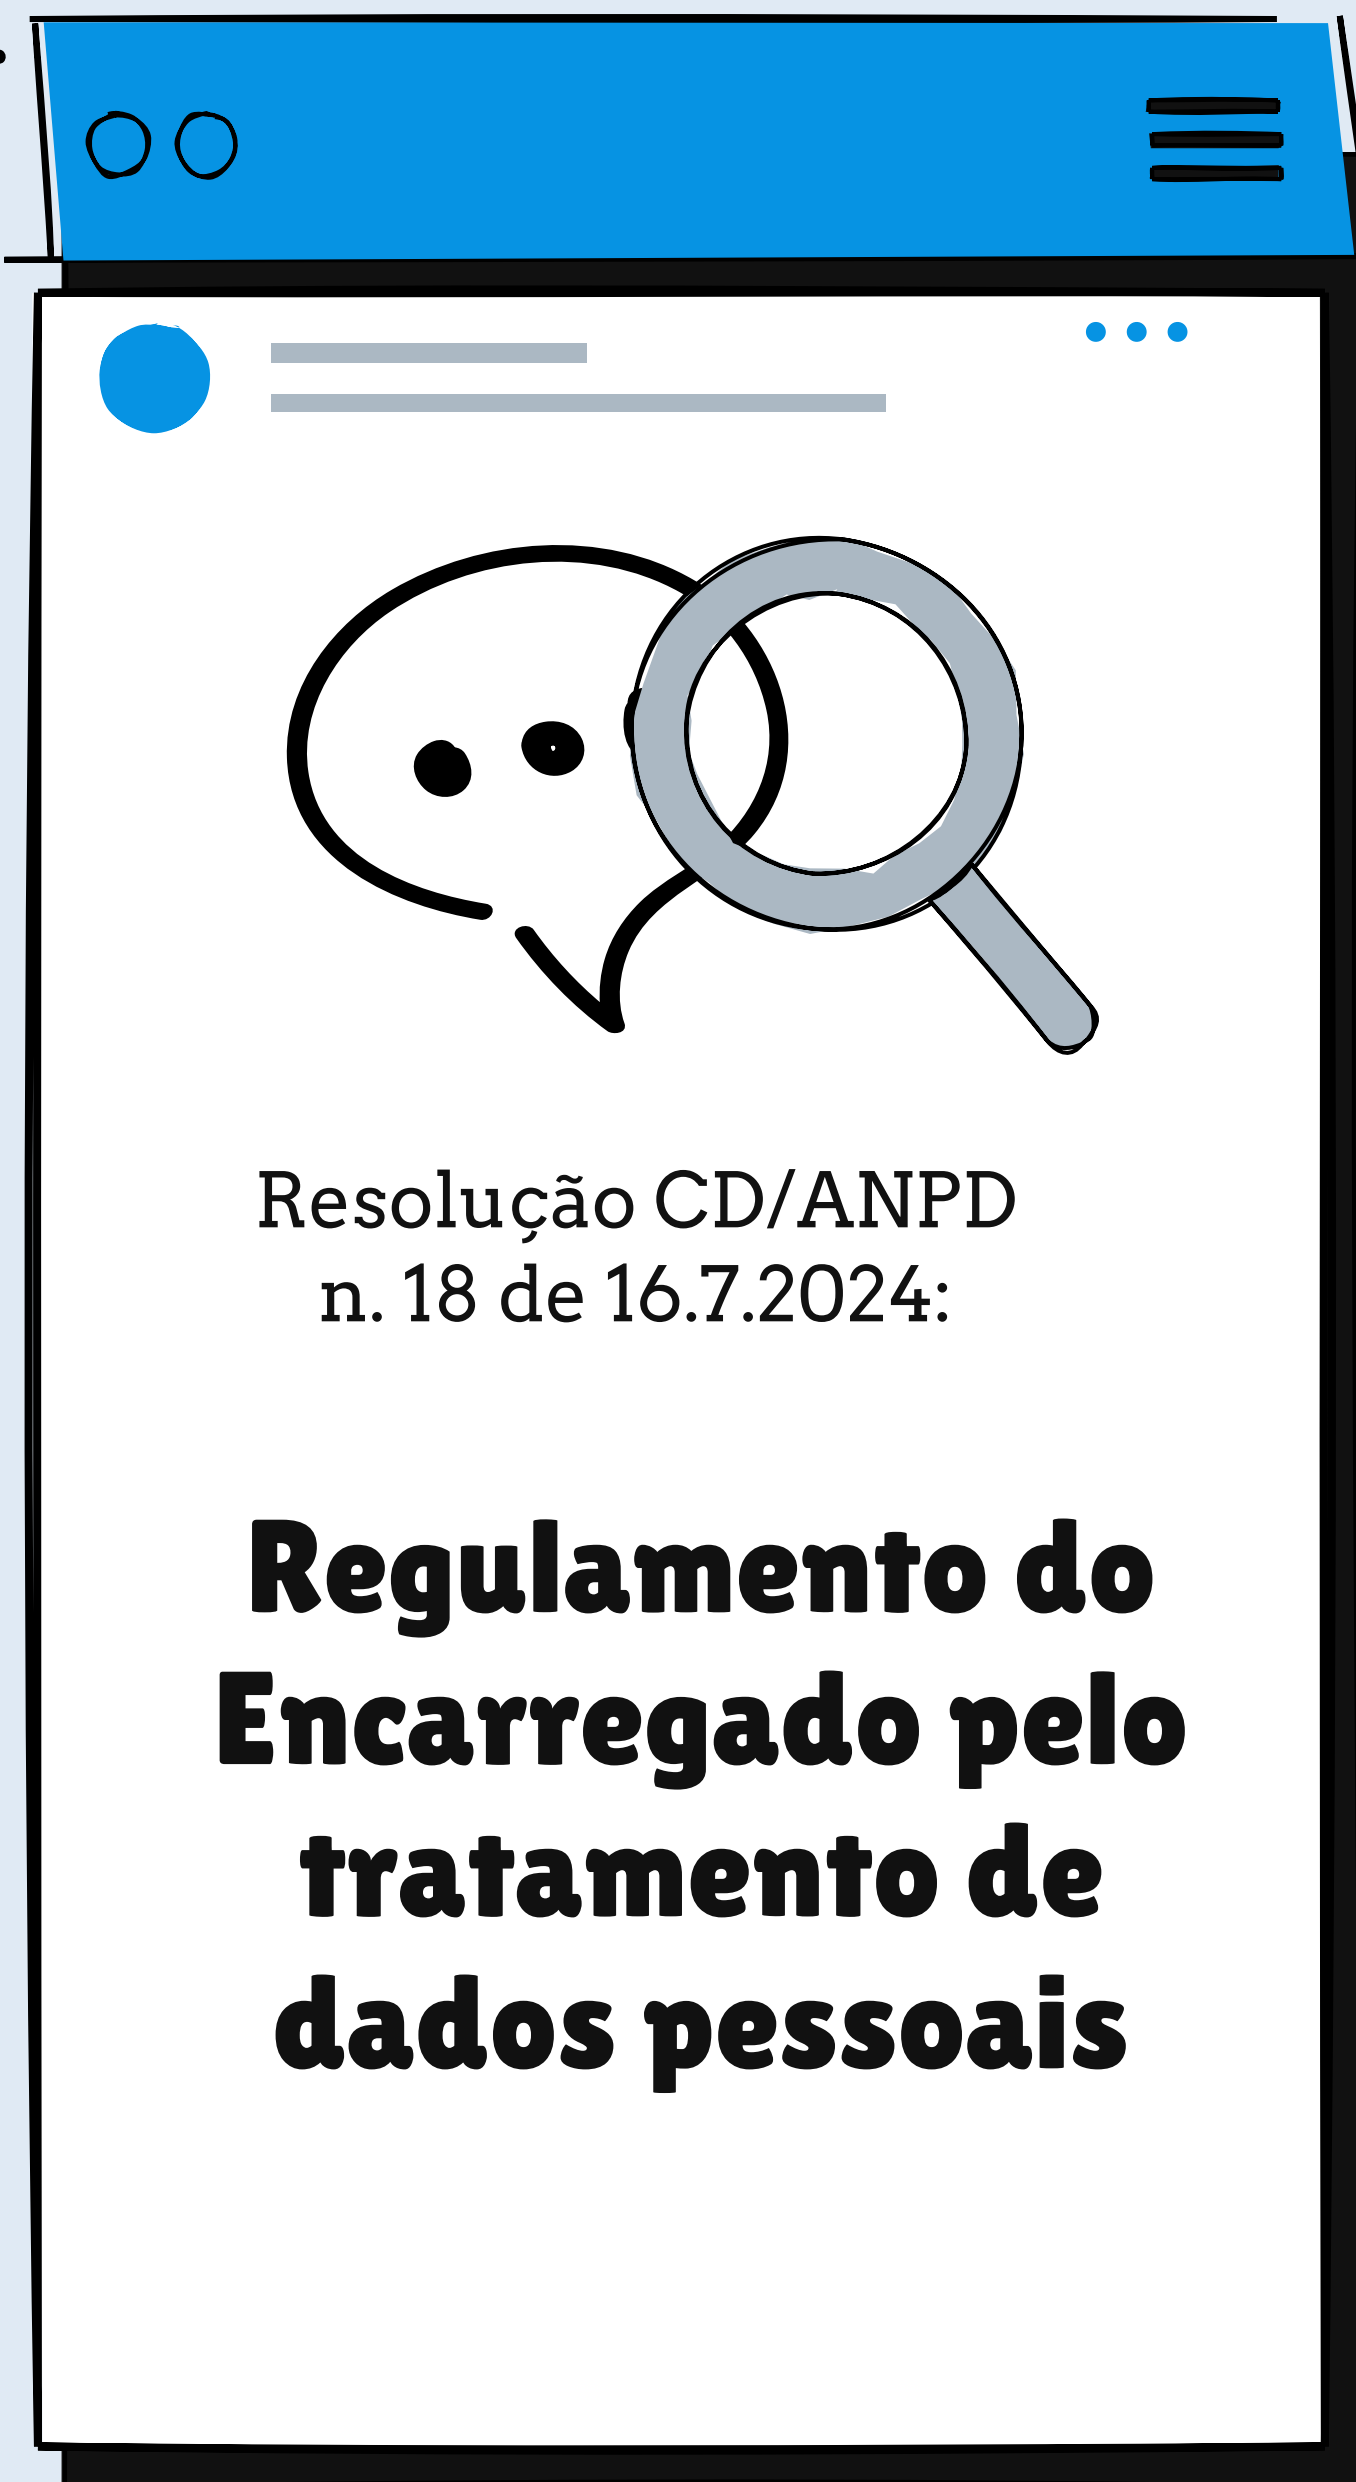 Resolução CD/ANPD
n. 18 de 16.7.2024:
Regulamento do
Encarregado pelo
tratamento de
dados pessoais